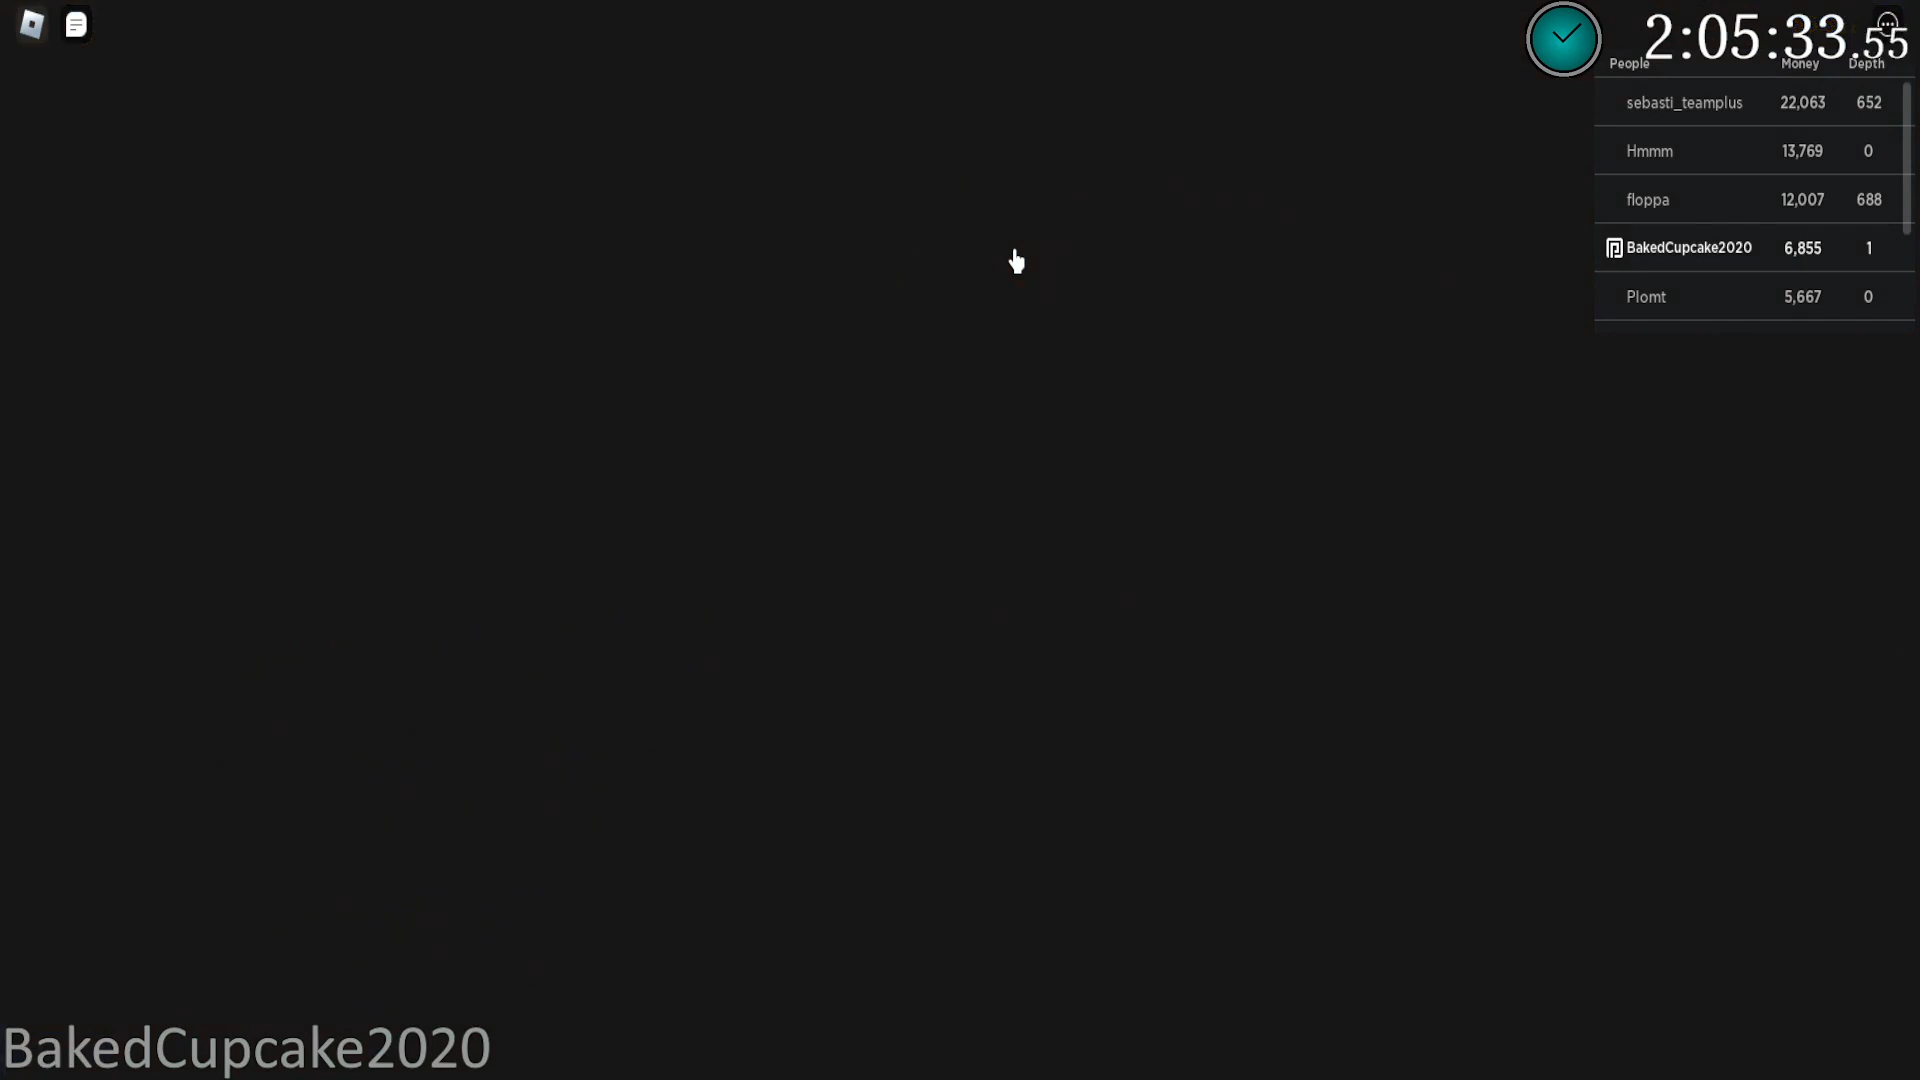 2:05:33.55
People Money Depth
sebasti_teamplus 22,063 652
Hmmm 13,769 0
floppa 12,007 688
BakedCupcake2020 6,855 1
Plomt 5,667 0
BakedCupcake2020